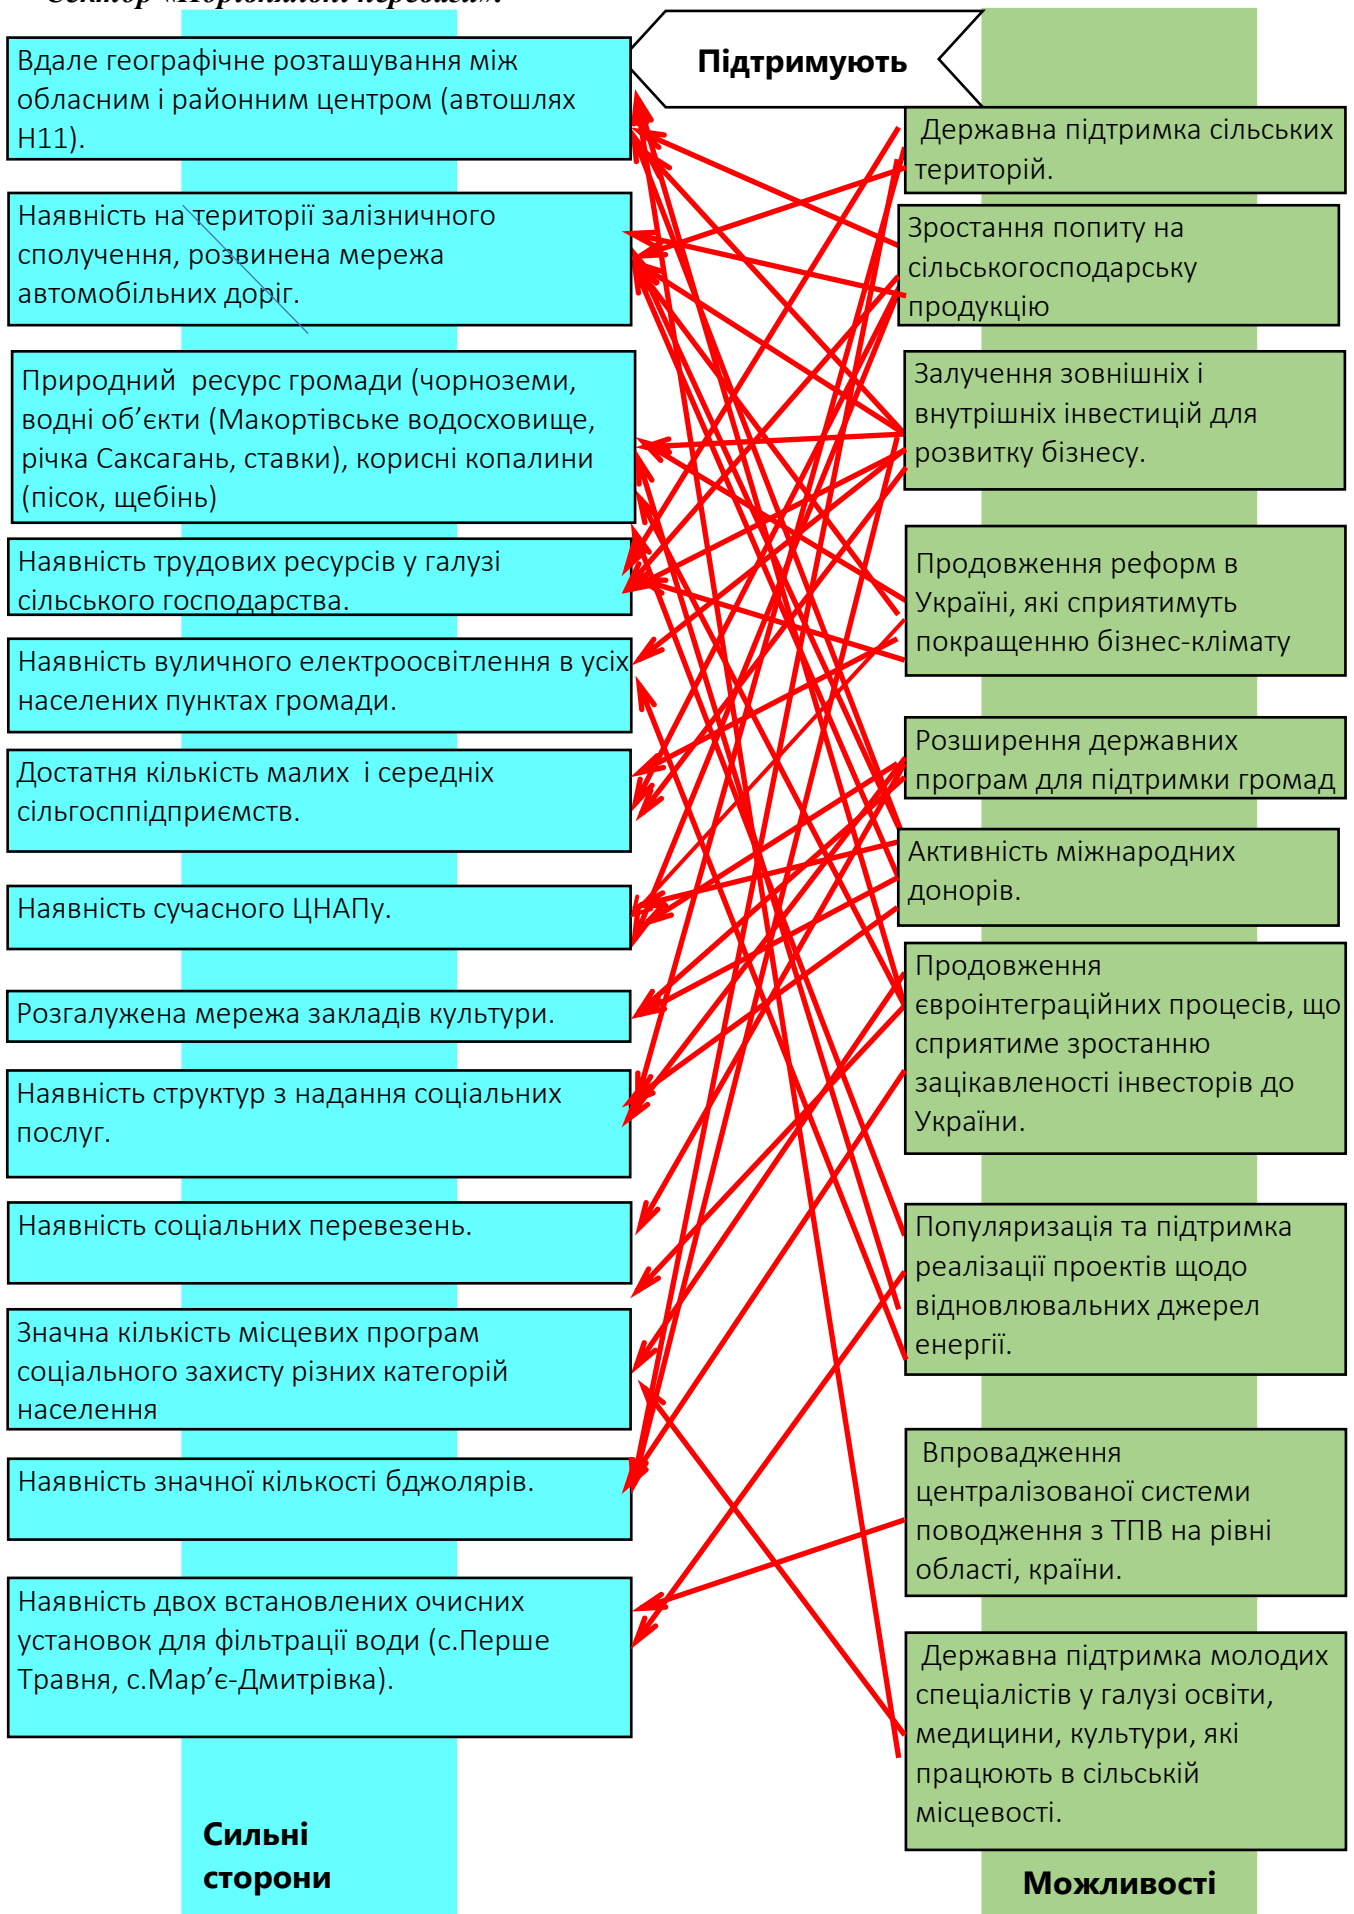 Сектор «Порівняльні переваги».
Підтримують
Вдале географічне розташування між
обласним і районним центром (автошлях
Н11).
Наявність на території залізничного
сполучення, розвинена мережа
автомобільних доріг.
Природний ресурс громади (чорноземи,
водні об’єкти (Макортівське водосховище,
річка Саксагань, ставки), корисні копалини
(пісок, щебінь)
Наявність трудових ресурсів у галузі
сільського господарства.
Наявність вуличного електроосвітлення в усіх
населених пунктах громади.
Достатня кількість малих і середніх
сільгосппідприємств.
Наявність сучасного ЦНАПу.
Розгалужена мережа закладів культури.
Наявність структур з надання соціальних
послуг.
Наявність соціальних перевезень.
Значна кількість місцевих програм
соціального захисту різних категорій
населення
Наявність значної кількості бджолярів.
Наявність двох встановлених очисних
установок для фільтрації води (с.Перше
Травня, с.Мар’є-Дмитрівка).
Сильні
сторони
Державна підтримка сільських
територій.
Зростання попиту на
сільськогосподарську
продукцію
Залучення зовнішніх і
внутрішніх інвестицій для
розвитку бізнесу.
Продовження реформ в
Україні, які сприятимуть
покращенню бізнес-клімату
Розширення державних
програм для підтримки громад
Активність міжнародних
донорів.
Продовження
євроінтеграційних процесів, що
сприятиме зростанню
зацікавленості інвесторів до
України.
Популяризація та підтримка
реалізації проектів щодо
відновлювальних джерел
енергії.
Впровадження
централізованої системи
поводження з ТПВ на рівні
області, країни.
Державна підтримка молодих
спеціалістів у галузі освіти,
медицини, культури, які
працюють в сільській
місцевості.
Можливості